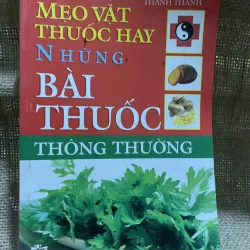 THANH THANH
MẸO VẶT
THUỐC HAY
NHỮNG
BÀI
THUỐC
THÔNG THƯỜNG